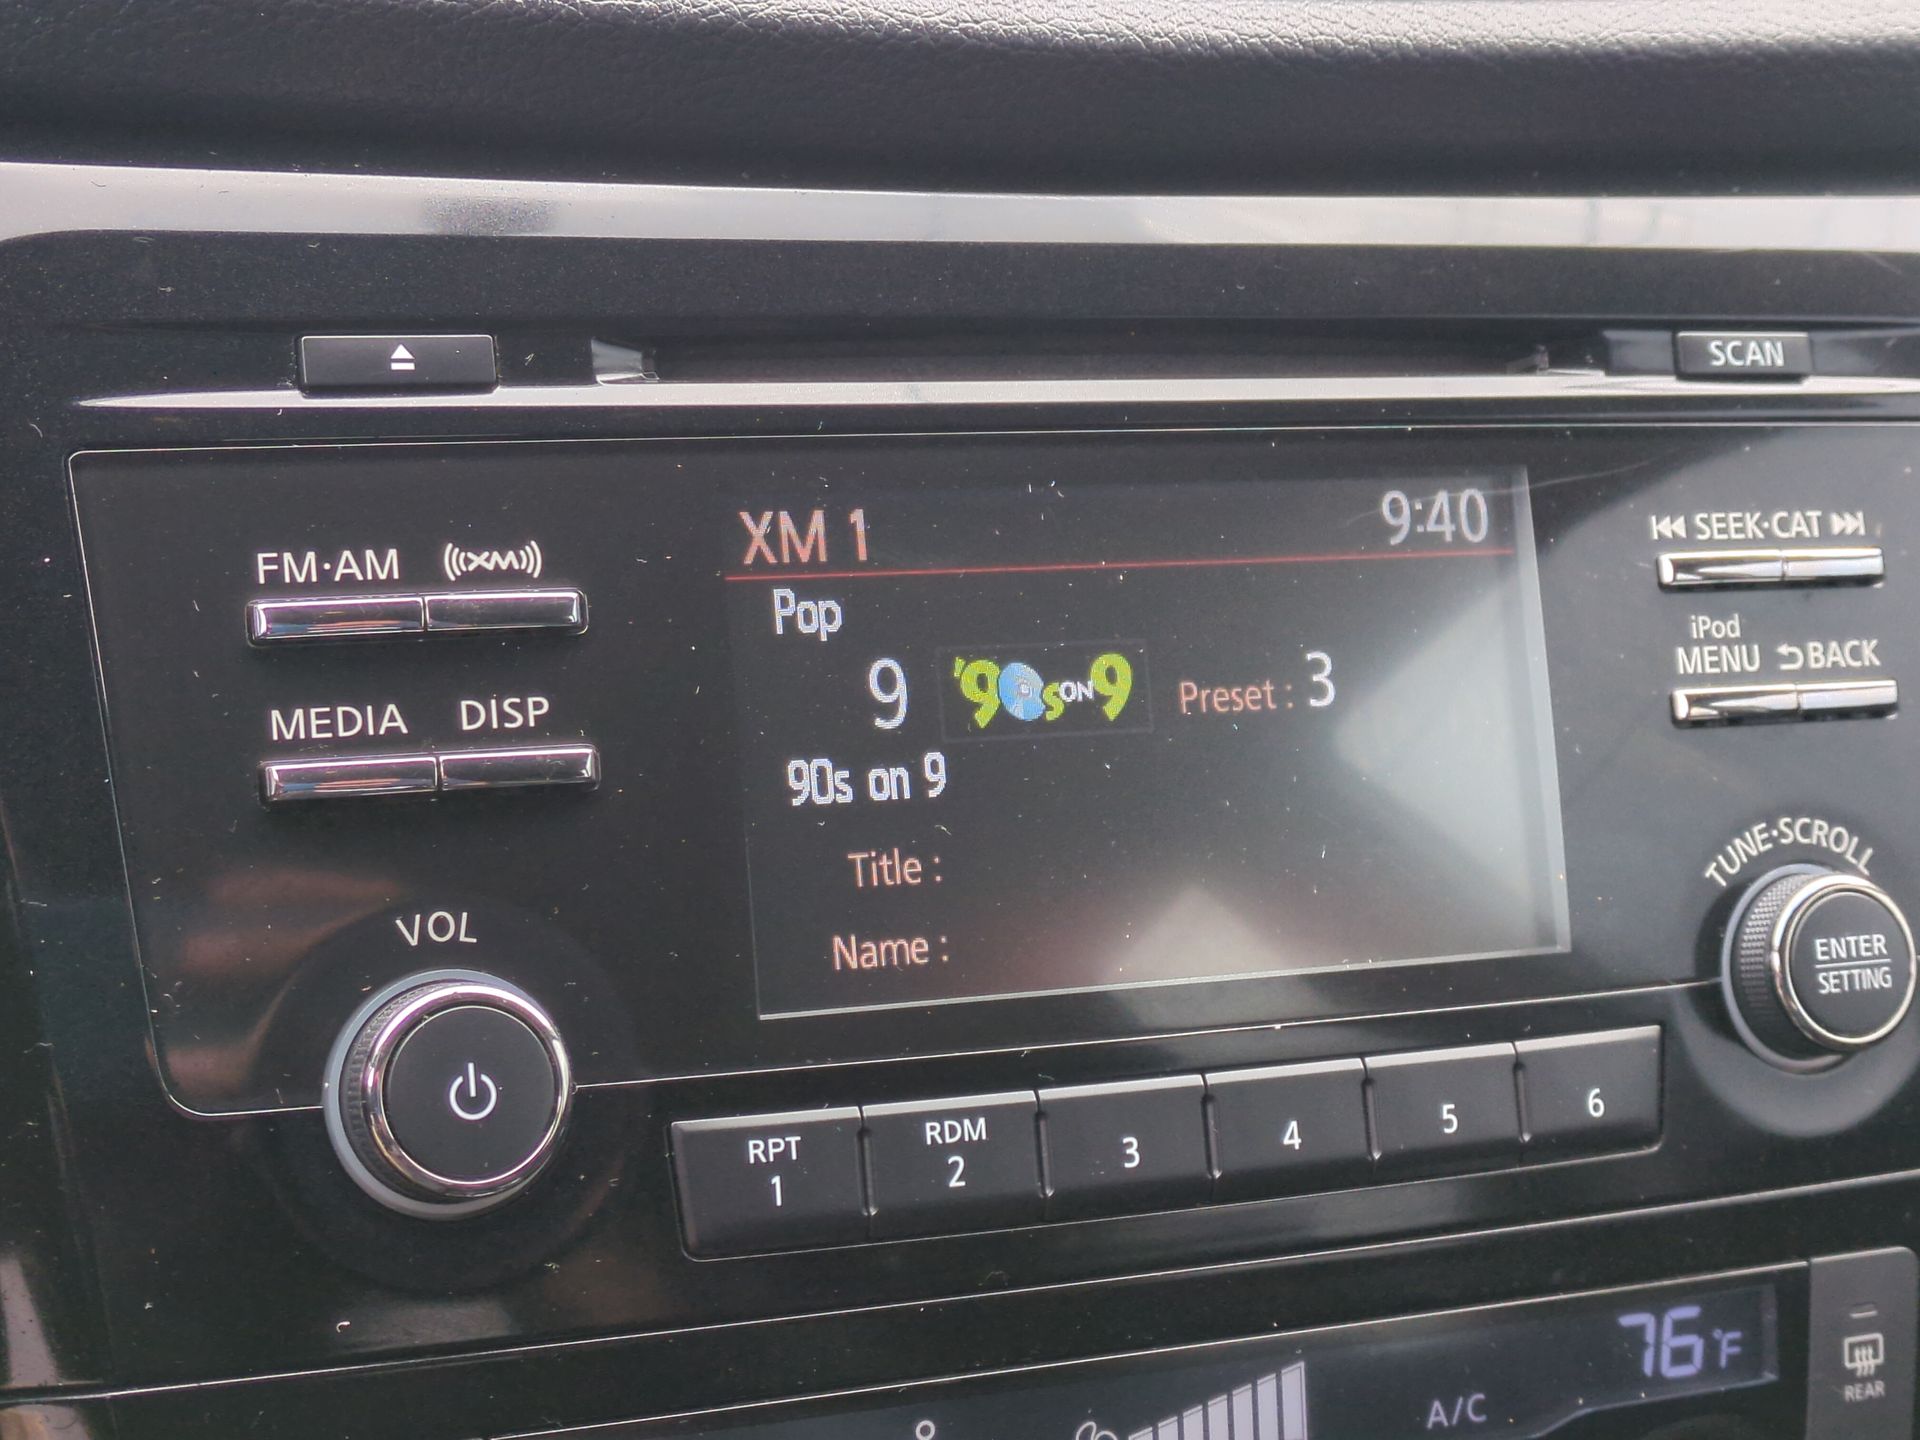 SCAN
XM 1
9:40
FM·AM
((XM))
SEEK·CAT
Pop
iPod
MENU
BACK
9
'90s ON 9
Preset : 3
MEDIA
DISP
90s on 9
TUNE·SCROLL
Title :
VOL
Name :
ENTER
SETTING
RPT
1
RDM
2
3
4
5
6
76°F
REAR
A/C